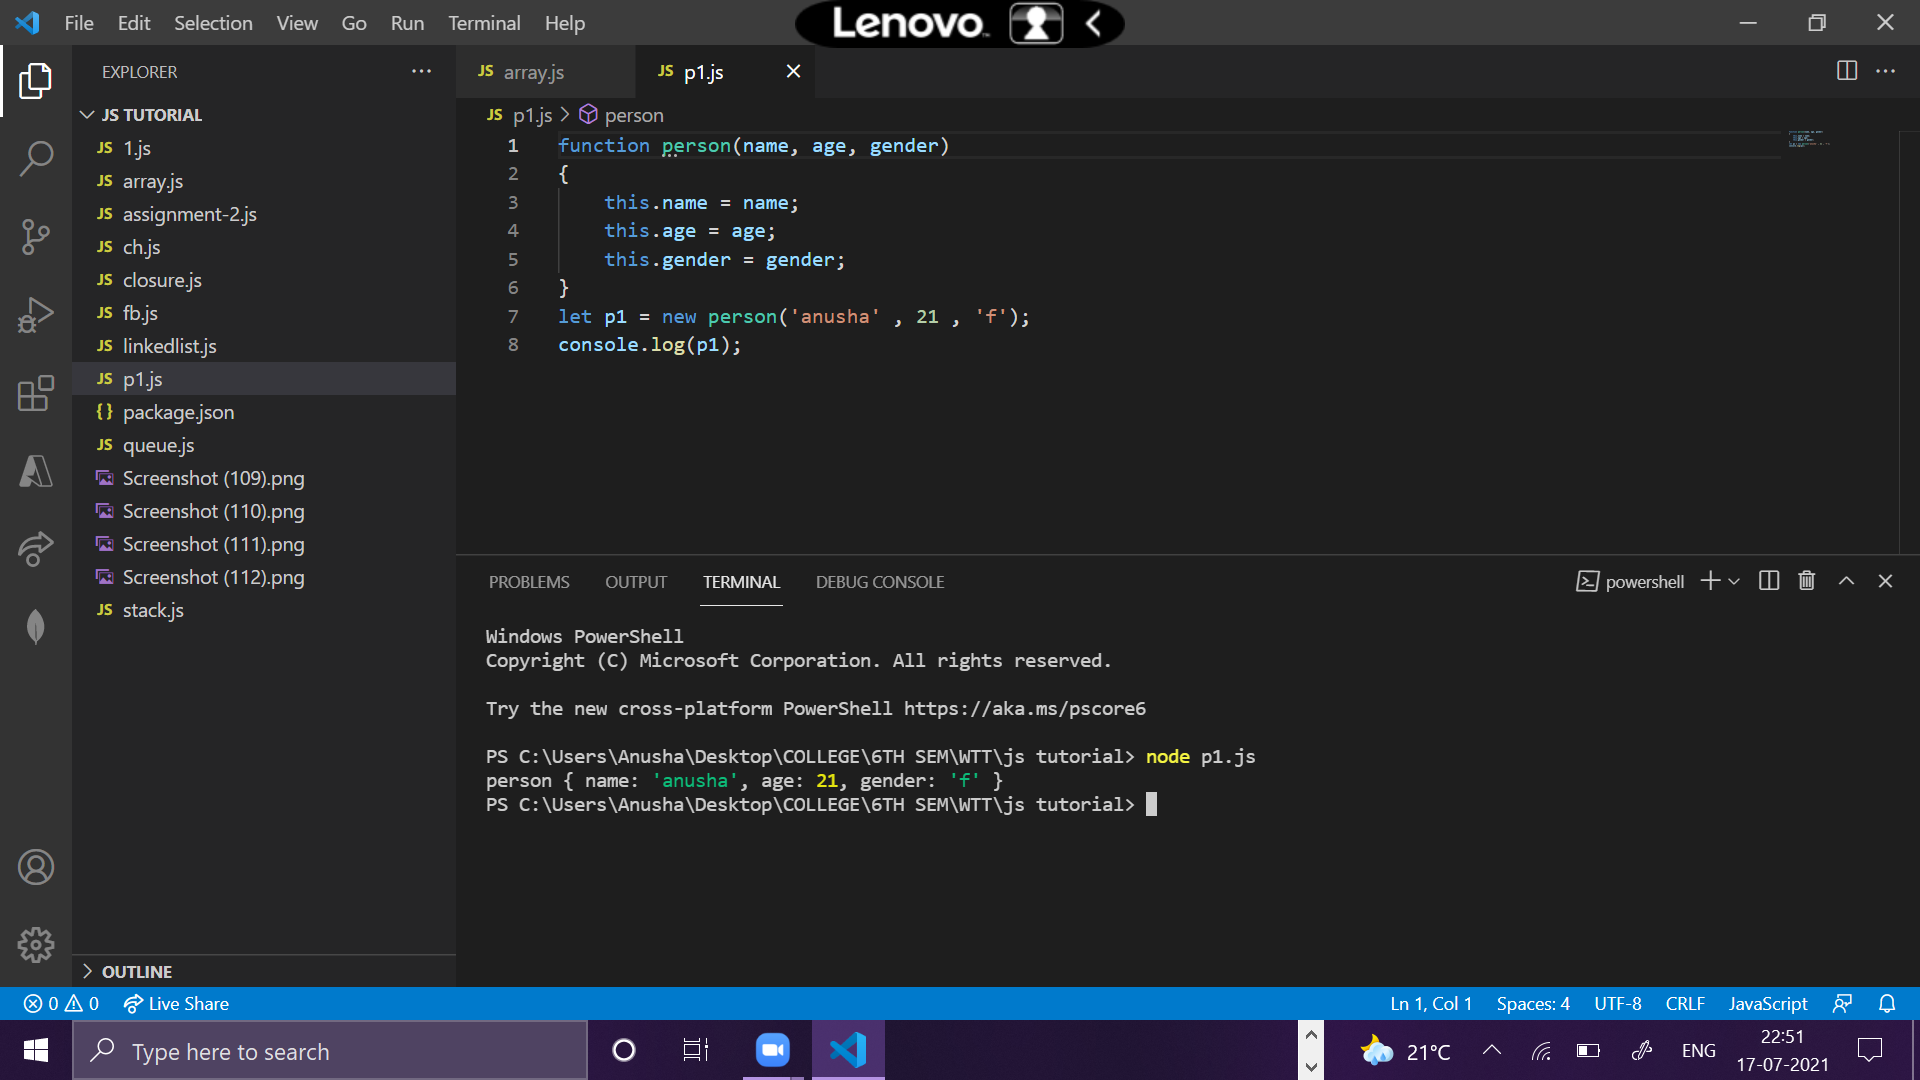 File Edit Selection View Go Run Terminal Help
Lenovo
EXPLORER
JS TUTORIAL
JS 1.js
JS array.js
JS assignment-2.js
JS ch.js
JS closure.js
JS fb.js
JS linkedlist.js
JS p1.js
{} package.json
JS queue.js
Screenshot (109).png
Screenshot (110).png
Screenshot (111).png
Screenshot (112).png
JS stack.js
OUTLINE
JS array.js JS p1.js
JS p1.js > person
1 function person(name, age, gender)
2 {
3 this.name = name;
4 this.age = age;
5 this.gender = gender;
6 }
7 let p1 = new person('anusha' , 21 , 'f');
8 console.log(p1);
PROBLEMS OUTPUT TERMINAL DEBUG CONSOLE powershell
Windows PowerShell
Copyright (C) Microsoft Corporation. All rights reserved.
Try the new cross-platform PowerShell https://aka.ms/pscore6
PS C:\Users\Anusha\Desktop\COLLEGE\6TH SEM\WTT\js tutorial> node p1.js
person { name: 'anusha', age: 21, gender: 'f' }
PS C:\Users\Anusha\Desktop\COLLEGE\6TH SEM\WTT\js tutorial>
0 0 Live Share Ln 1, Col 1 Spaces: 4 UTF-8 CRLF JavaScript
Type here to search 21°C ENG 22:51
17-07-2021